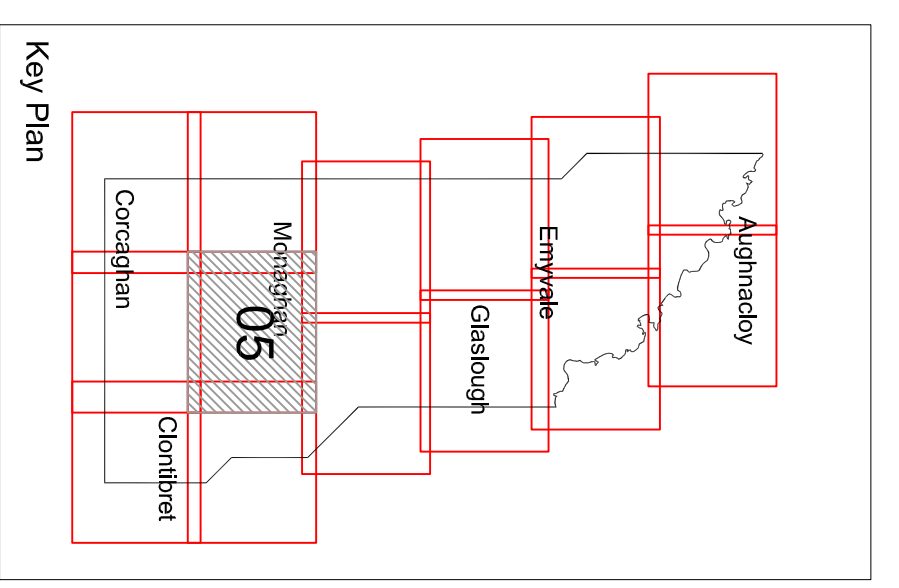 Key Plan
Aughnacloy
Emyvale
Glaslough
Monaghan
05
Corcaghan
Clontibret